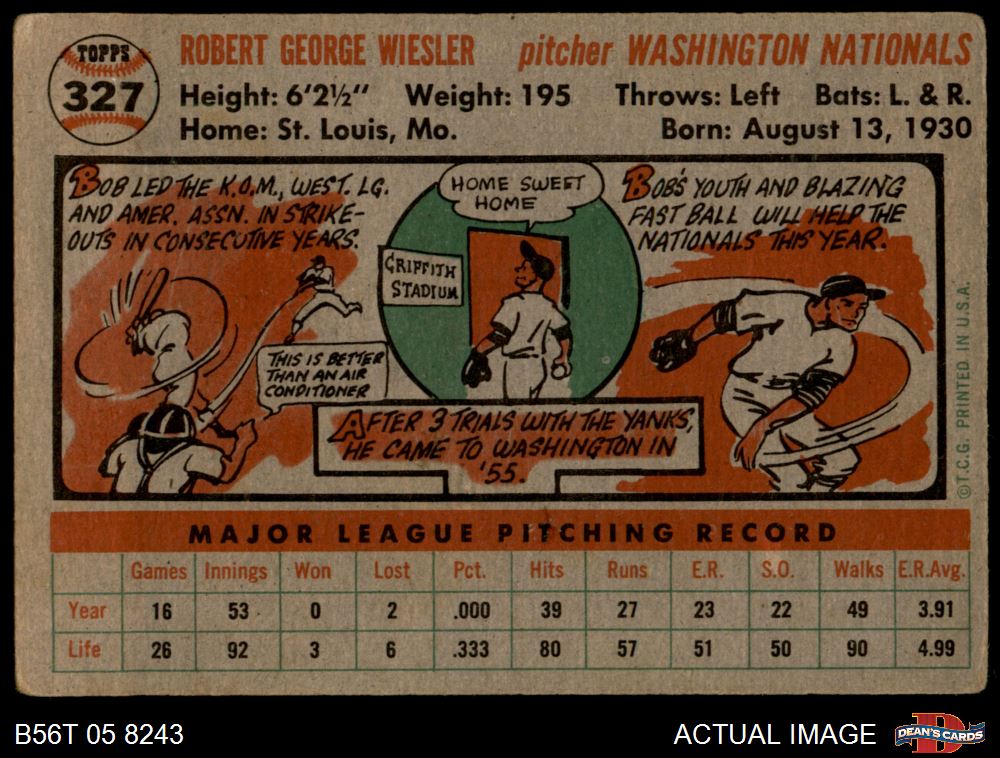 TOPPS
327
ROBERT GEORGE WIESLER pitcher WASHINGTON NATIONALS
Height: 6'2½" Weight: 195 Throws: Left Bats: L. & R.
Home: St. Louis, Mo. Born: August 13, 1930
BOB LED THE K.O.M., WEST. LG.
AND AMER. ASSN. IN STRIKE-
OUTS IN CONSECUTIVE YEARS.
THIS IS BETTER
THAN AN AIR
CONDITIONER
HOME SWEET
HOME
GRIFFITH
STADIUM
AFTER 3 TRIALS WITH THE YANKS,
HE CAME TO WASHINGTON IN
'55.
BOB'S YOUTH AND BLAZING
FAST BALL WILL HELP THE
NATIONALS THIS YEAR.
©T.C.G. PRINTED IN U.S.A.
MAJOR LEAGUE PITCHING RECORD
Games Innings Won Lost Pct. Hits Runs E.R. S.O. Walks E.R.Avg.
Year 16 53 0 2 .000 39 27 23 22 49 3.91
Life 26 92 3 6 .333 80 57 51 50 90 4.99
B56T 05 8243 ACTUAL IMAGE
DEAN'S CARDS